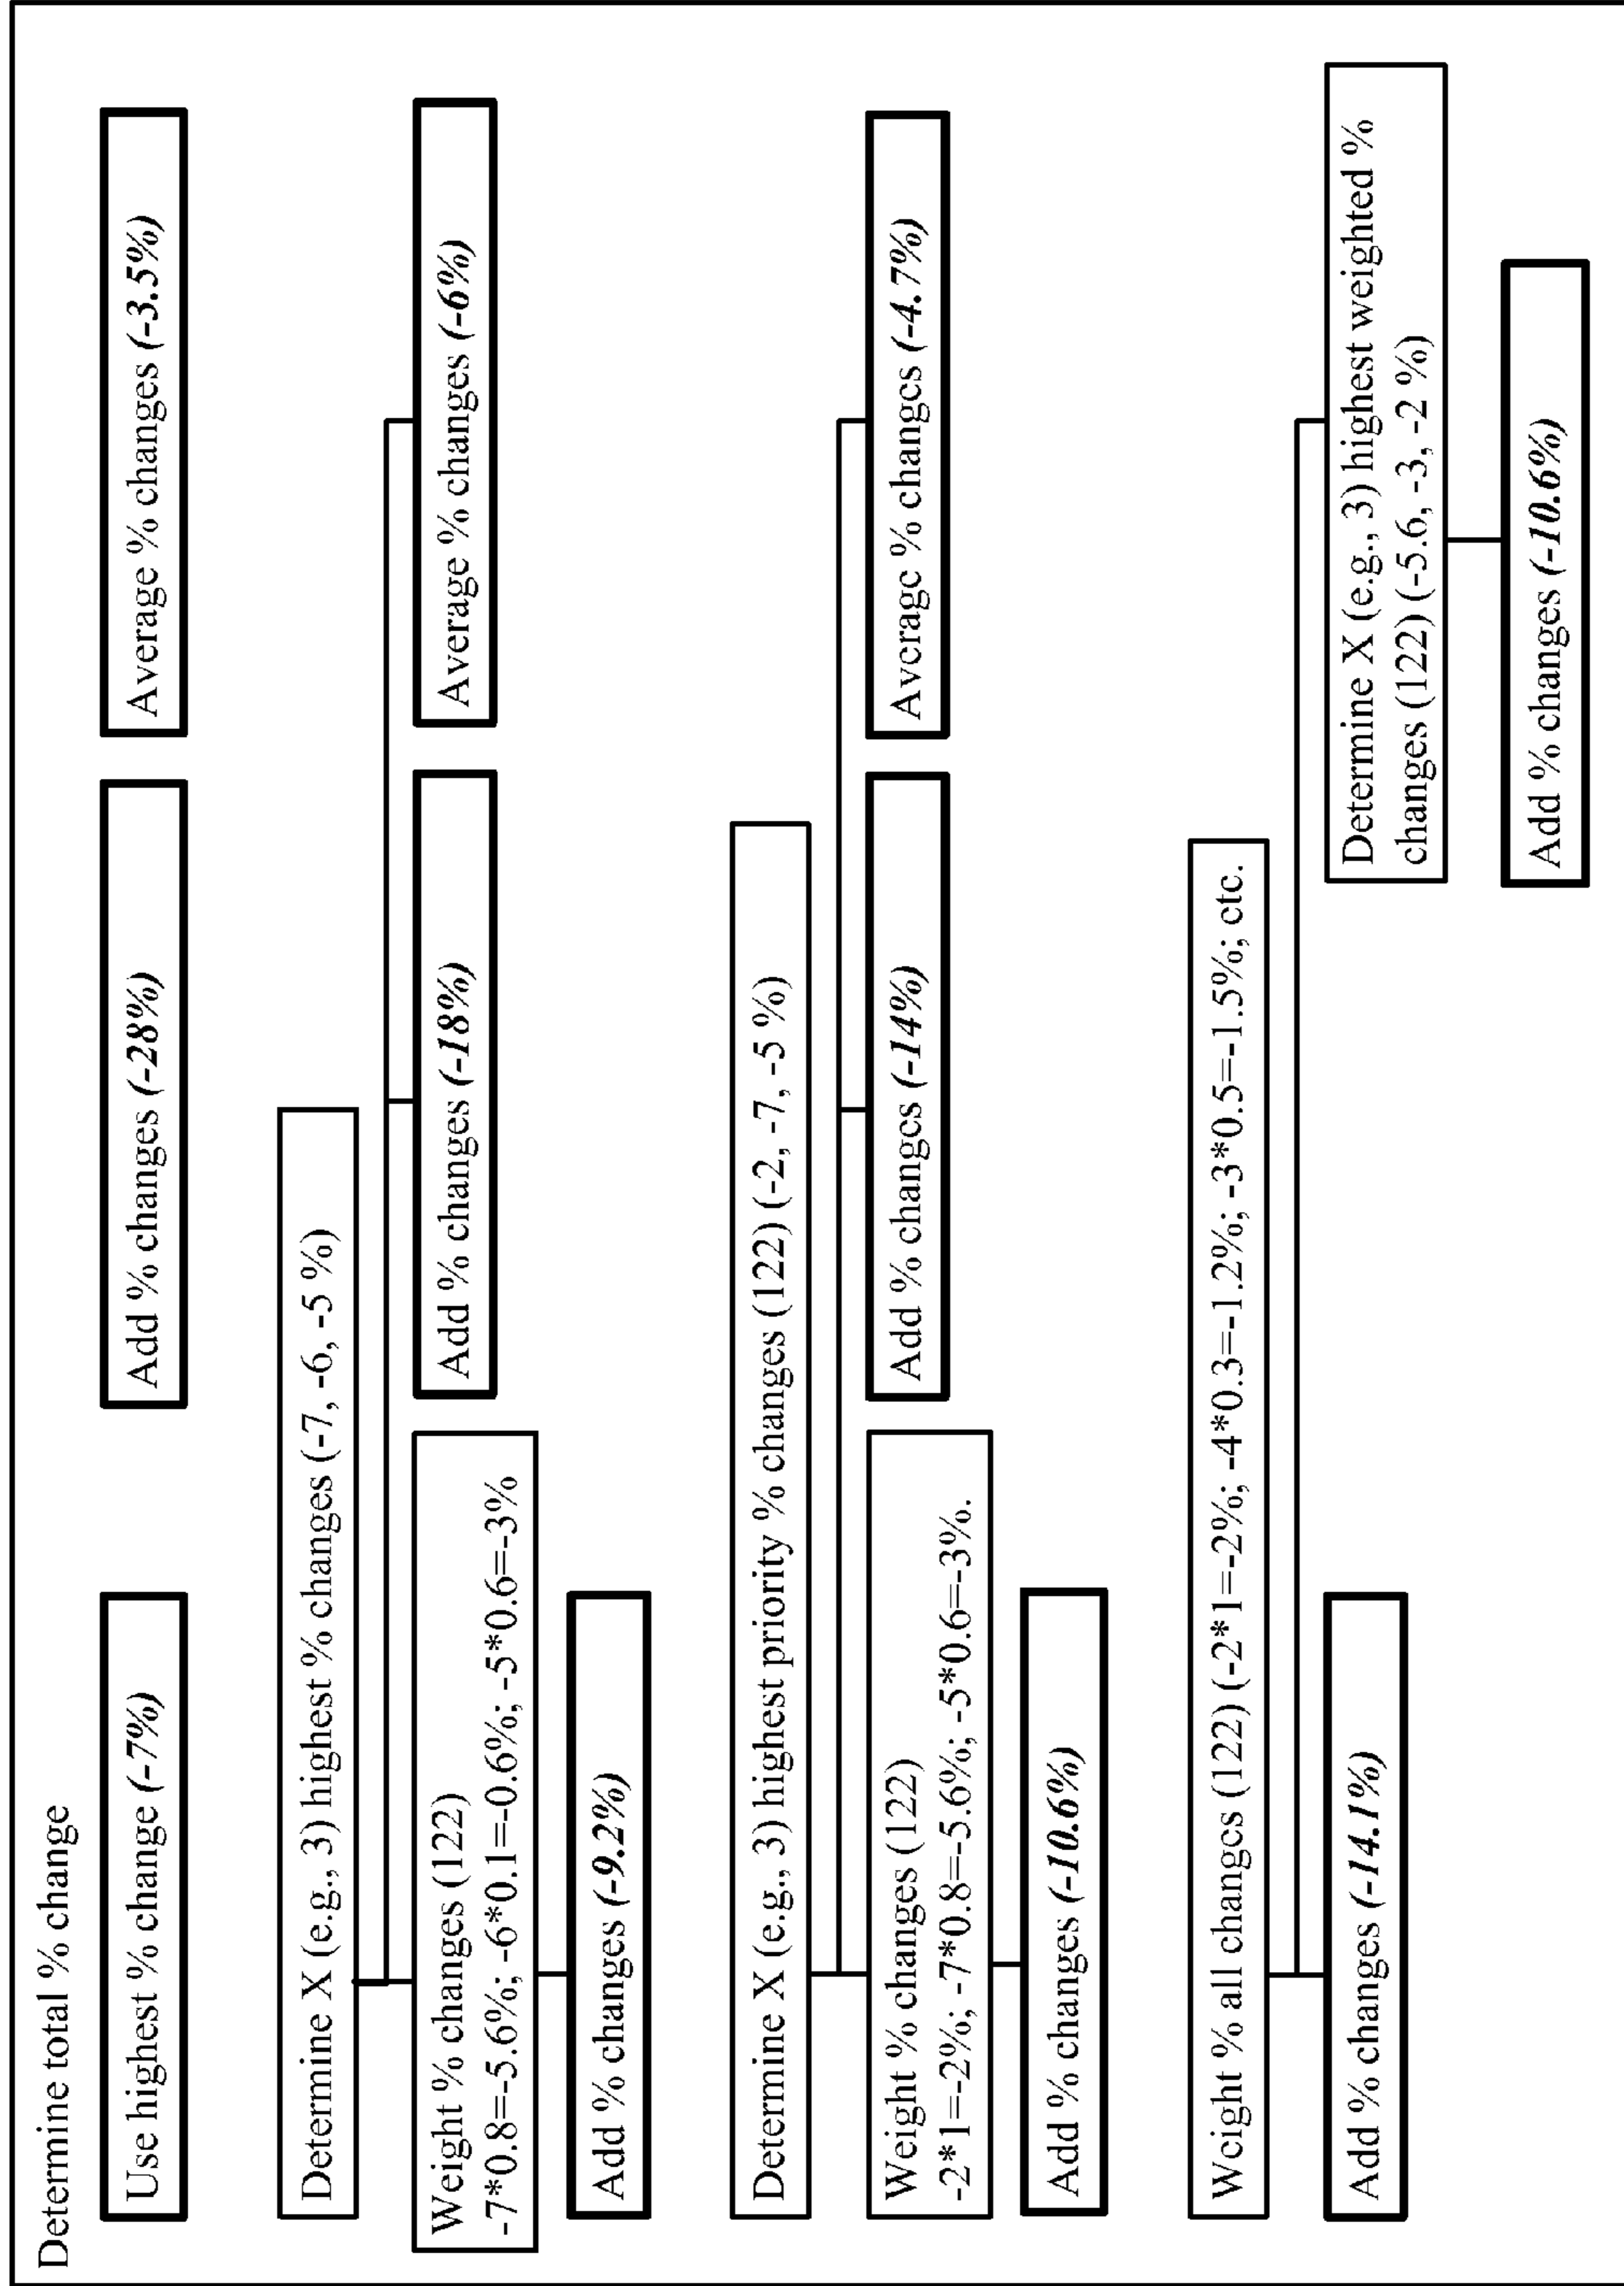 Determine total % change
Use highest % change (-7%)
Add % changes (-28%)
Average % changes (-3.5%)
Determine X (e.g., 3) highest % changes (-7, -6, -5 %)
Weight % changes (122)
-7*0.8=-5.6%; -6*0.1=-0.6%; -5*0.6=-3%
Add % changes (-18%)
Average % changes (-6%)
Add % changes (-9.2%)
Determine X (e.g., 3) highest priority % changes (122) (-2, -7, -5 %)
Weight % changes (122)
-2*1=-2%; -7*0.8=-5.6%; -5*0.6=-3%.
Add % changes (-14%)
Average % changes (-4.7%)
Add % changes (-10.6%)
Weight % all changes (122) (-2*1=-2%; -4*0.3=-1.2%; -3*0.5=-1.5%; etc.
Add % changes (-14.1%)
Determine X (e.g., 3) highest weighted %
changes (122) (-5.6, -3, -2 %)
Add % changes (-10.6%)